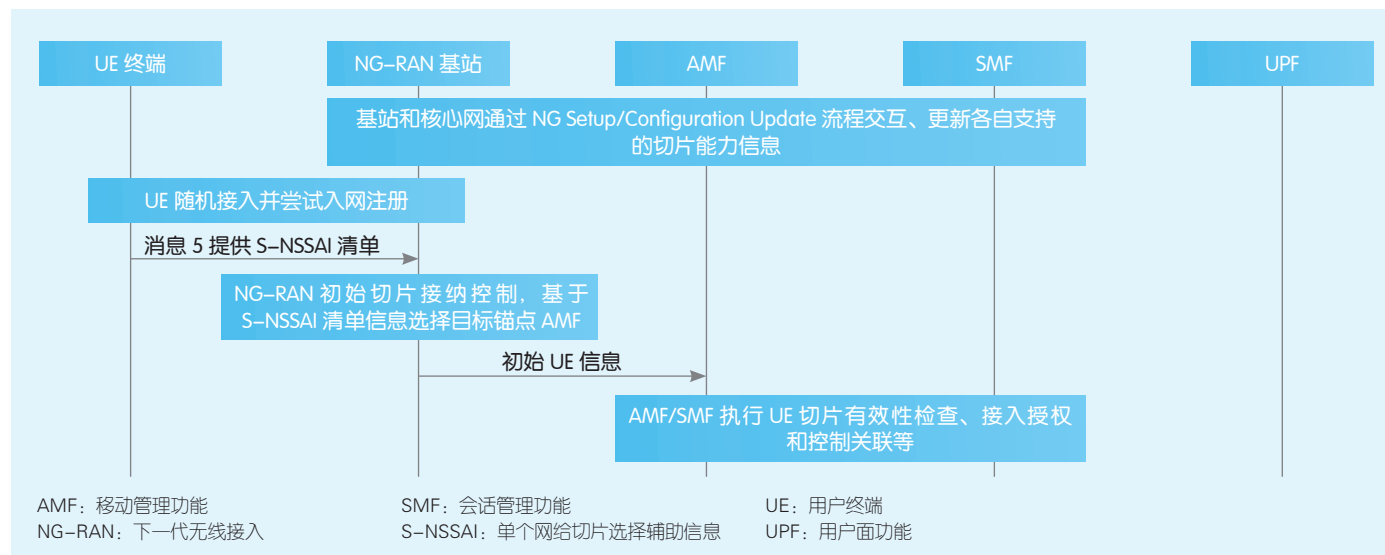 UE 终端
NG-RAN 基站
AMF
SMF
UPF
基站和核心网通过 NG Setup/Configuration Update 流程交互、更新各自支持
的切片能力信息
UE 随机接入并尝试入网注册
消息 5 提供 S-NSSAI 清单
NG-RAN 初始切片接纳控制，基于
S-NSSAI 清单信息选择目标锚点 AMF
初始 UE 信息
AMF/SMF 执行 UE 切片有效性检查、接入授权
和控制关联等
AMF：移动管理功能
SMF：会话管理功能
UE：用户终端
NG-RAN：下一代无线接入
S-NSSAI：单个网给切片选择辅助信息
UPF：用户面功能